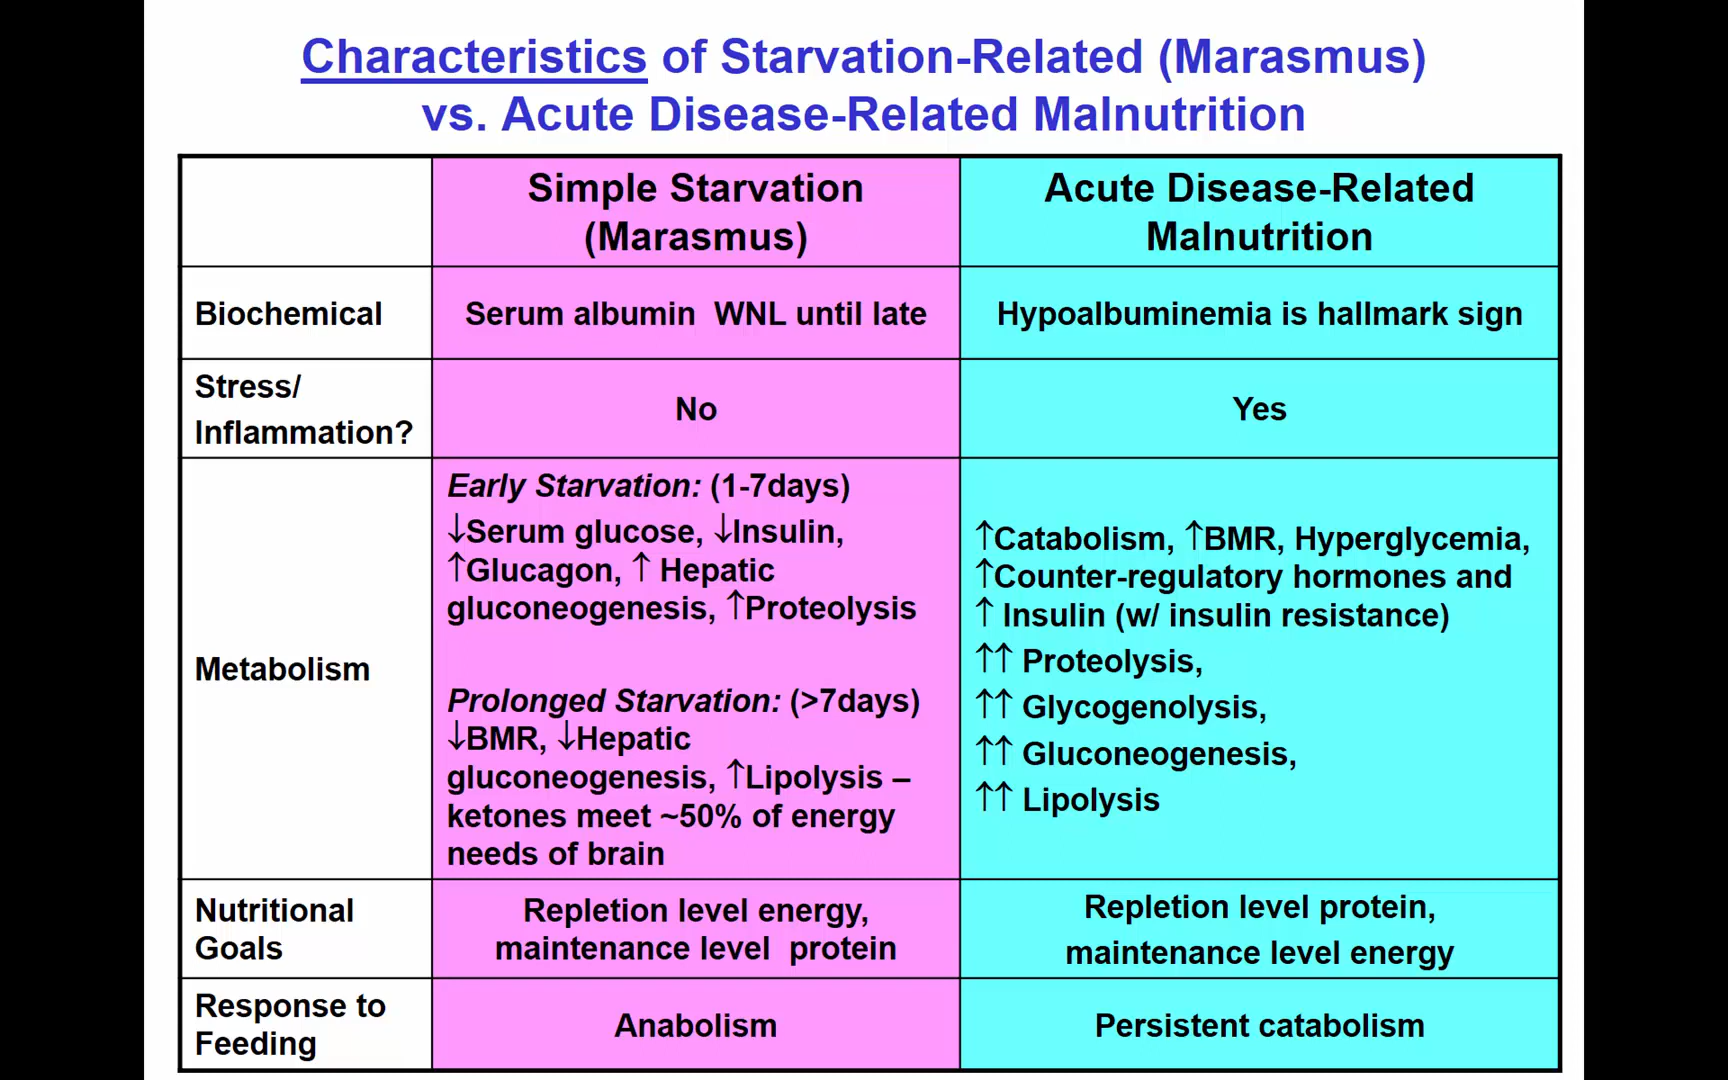 Characteristics of Starvation-Related (Marasmus)
vs. Acute Disease-Related Malnutrition
Simple Starvation
(Marasmus)
Acute Disease-Related
Malnutrition
Biochemical
Serum albumin WNL until late
Hypoalbuminemia is hallmark sign
Stress/
Inflammation?
No
Yes
Metabolism
Early Starvation: (1-7days)
↓Serum glucose, ↓Insulin,
↑Glucagon, ↑ Hepatic
gluconeogenesis, ↑Proteolysis
Prolonged Starvation: (>7days)
↓BMR, ↓Hepatic
gluconeogenesis, ↑Lipolysis –
ketones meet ~50% of energy
needs of brain
↑Catabolism, ↑BMR, Hyperglycemia,
↑Counter-regulatory hormones and
↑ Insulin (w/ insulin resistance)
↑↑ Proteolysis,
↑↑ Glycogenolysis,
↑↑ Gluconeogenesis,
↑↑ Lipolysis
Nutritional
Goals
Repletion level energy,
maintenance level protein
Repletion level protein,
maintenance level energy
Response to
Feeding
Anabolism
Persistent catabolism